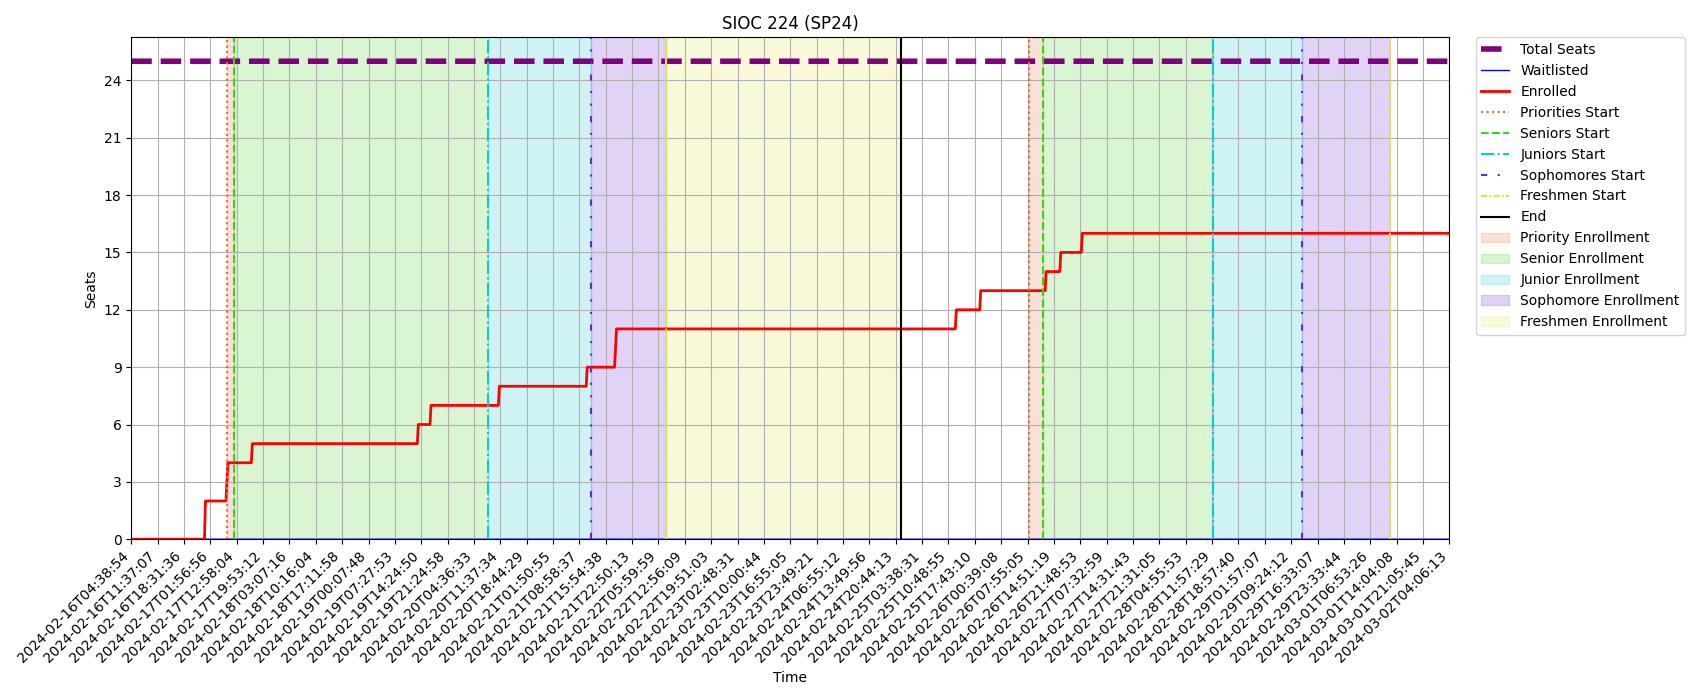 SIOC 224 (SP24)
Total Seats
Waitlisted
Enrolled
Priorities Start
Seniors Start
Juniors Start
Sophomores Start
Freshmen Start
End
Priority Enrollment
Senior Enrollment
Junior Enrollment
Sophomore Enrollment
Freshmen Enrollment
Seats
24
21
18
15
12
9
6
3
0
2024-02-16T04:38:54
2024-02-16T11:37:07
2024-02-16T18:31:36
2024-02-17T01:56:56
2024-02-17T12:58:04
2024-02-17T19:53:12
2024-02-18T03:07:16
2024-02-18T10:16:04
2024-02-18T17:11:58
2024-02-19T00:07:48
2024-02-19T07:27:53
2024-02-19T14:24:50
2024-02-19T21:24:58
2024-02-20T04:36:33
2024-02-20T11:37:34
2024-02-20T18:44:29
2024-02-21T01:50:55
2024-02-21T08:58:37
2024-02-21T15:54:38
2024-02-21T22:50:13
2024-02-22T05:59:59
2024-02-22T12:56:09
2024-02-22T19:51:03
2024-02-23T02:48:31
2024-02-23T10:00:44
2024-02-23T16:55:05
2024-02-23T23:49:21
2024-02-24T06:55:12
2024-02-24T13:49:56
2024-02-24T20:44:13
2024-02-25T03:38:31
2024-02-25T10:48:55
2024-02-25T17:43:10
2024-02-26T00:39:08
2024-02-26T07:55:05
2024-02-26T14:51:19
2024-02-26T21:48:53
2024-02-27T07:32:59
2024-02-27T14:31:43
2024-02-27T21:31:05
2024-02-28T04:55:53
2024-02-28T11:57:29
2024-02-28T18:57:40
2024-02-29T01:57:07
2024-02-29T09:24:12
2024-02-29T16:33:07
2024-02-29T23:33:44
2024-03-01T06:53:26
2024-03-01T14:04:08
2024-03-01T21:05:45
2024-03-02T04:06:13
Time